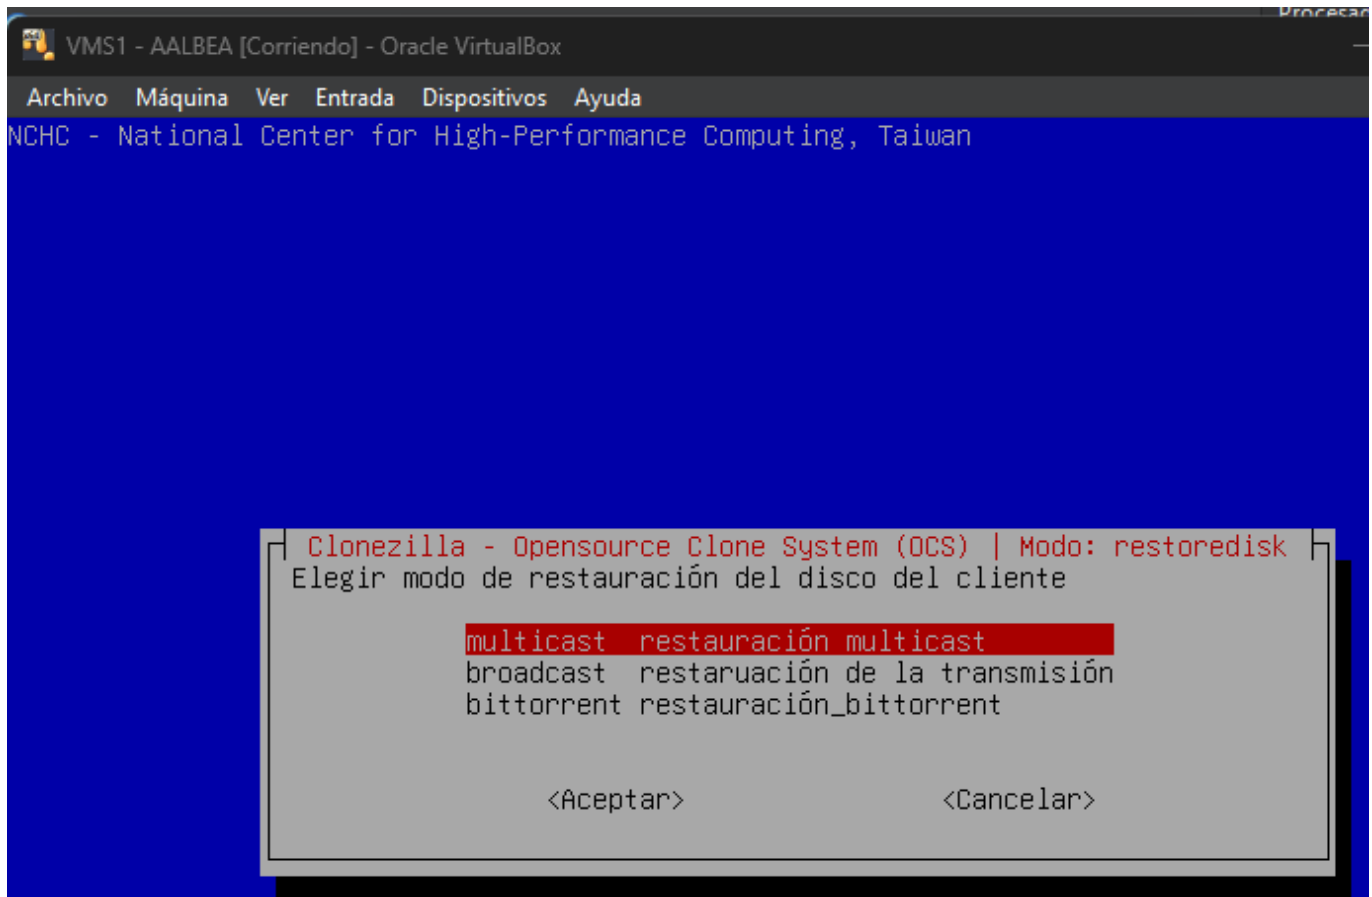 Procesad
VMS1 - AALBEA [Corriendo] - Oracle VirtualBox
Archivo Máquina Ver Entrada Dispositivos Ayuda
NCHC - National Center for High-Performance Computing, Taiwan
Clonezilla - Opensource Clone System (OCS) | Modo: restoredisk
Elegir modo de restauración del disco del cliente
multicast restauración multicast
broadcast restaruación de la transmisión
bittorrent restauración_bittorrent
<Aceptar> <Cancelar>